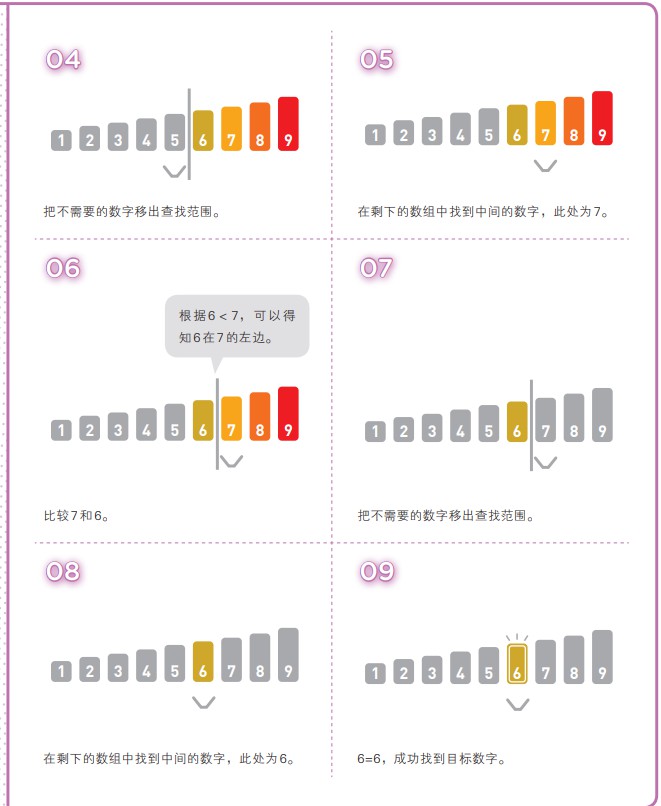 04
1 2 3 4 5 6 7 8 9
把不需要的数字移出查找范围。
05
1 2 3 4 5 6 7 8 9
在剩下的数组中找到中间的数字，此处为7。
06
根据6<7，可以得
知6在7的左边。
1 2 3 4 5 6 7 8 9
比较7和6。
07
1 2 3 4 5 6 7 8 9
把不需要的数字移出查找范围。
08
1 2 3 4 5 6 7 8 9
在剩下的数组中找到中间的数字，此处为6。
09
1 2 3 4 5 6 7 8 9
6=6，成功找到目标数字。